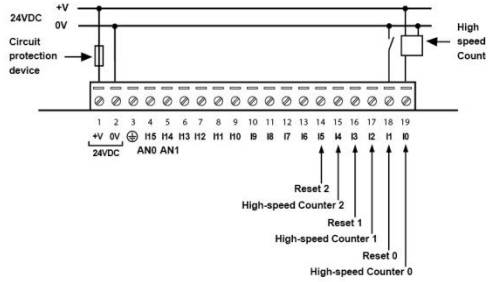 +V
24VDC
0V
Circuit
protection
device
High
speed
Count
1 2 3 4 5 6 7 8 9 10 11 12 13 14 15 16 17 18 19
+V 0V I15 I14 I13 I12 I11 I10 I9 I8 I7 I6 I5 I4 I3 I2 I1 I0
24VDC AN0 AN1
Reset 2
High-speed Counter 2
Reset 1
High-speed Counter 1
Reset 0
High-speed Counter 0